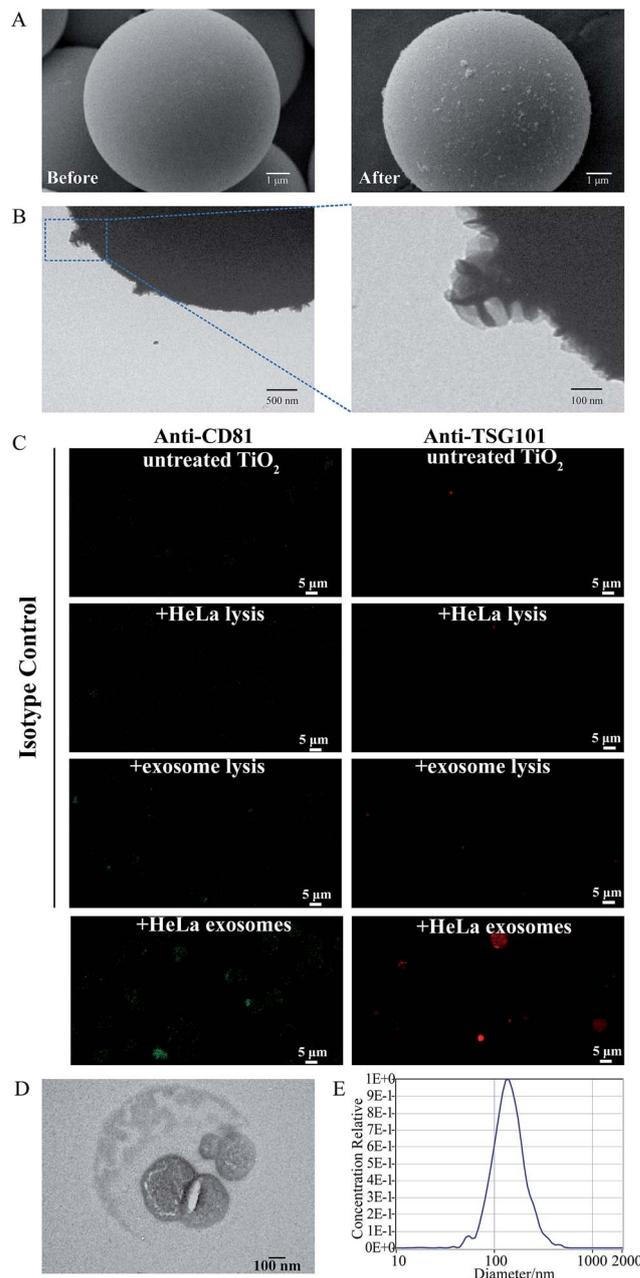 A
Before
1 μm
After
1 μm
B
500 nm
100 nm
C
Anti-CD81
Anti-TSG101
Isotype Control
untreated TiO2
5 μm
untreated TiO2
5 μm
+HeLa lysis
5 μm
+HeLa lysis
5 μm
+exosome lysis
5 μm
+exosome lysis
5 μm
+HeLa exosomes
5 μm
+HeLa exosomes
5 μm
D
100 nm
E
Concentration Relative
1E+0
9E-1
8E-1
7E-1
6E-1
5E-1
4E-1
3E-1
2E-1
1E-1
0E+0
10 100 1000 2000
Diameter/nm